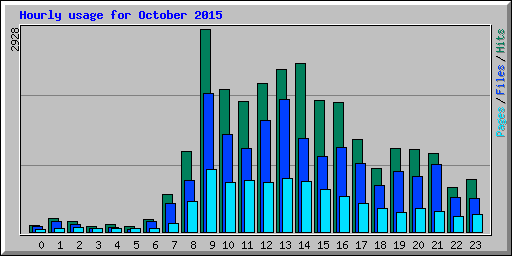 Hourly usage for October 2015
2928
Pages / Files / Hits
0 1 2 3 4 5 6 7 8 9 10 11 12 13 14 15 16 17 18 19 20 21 22 23